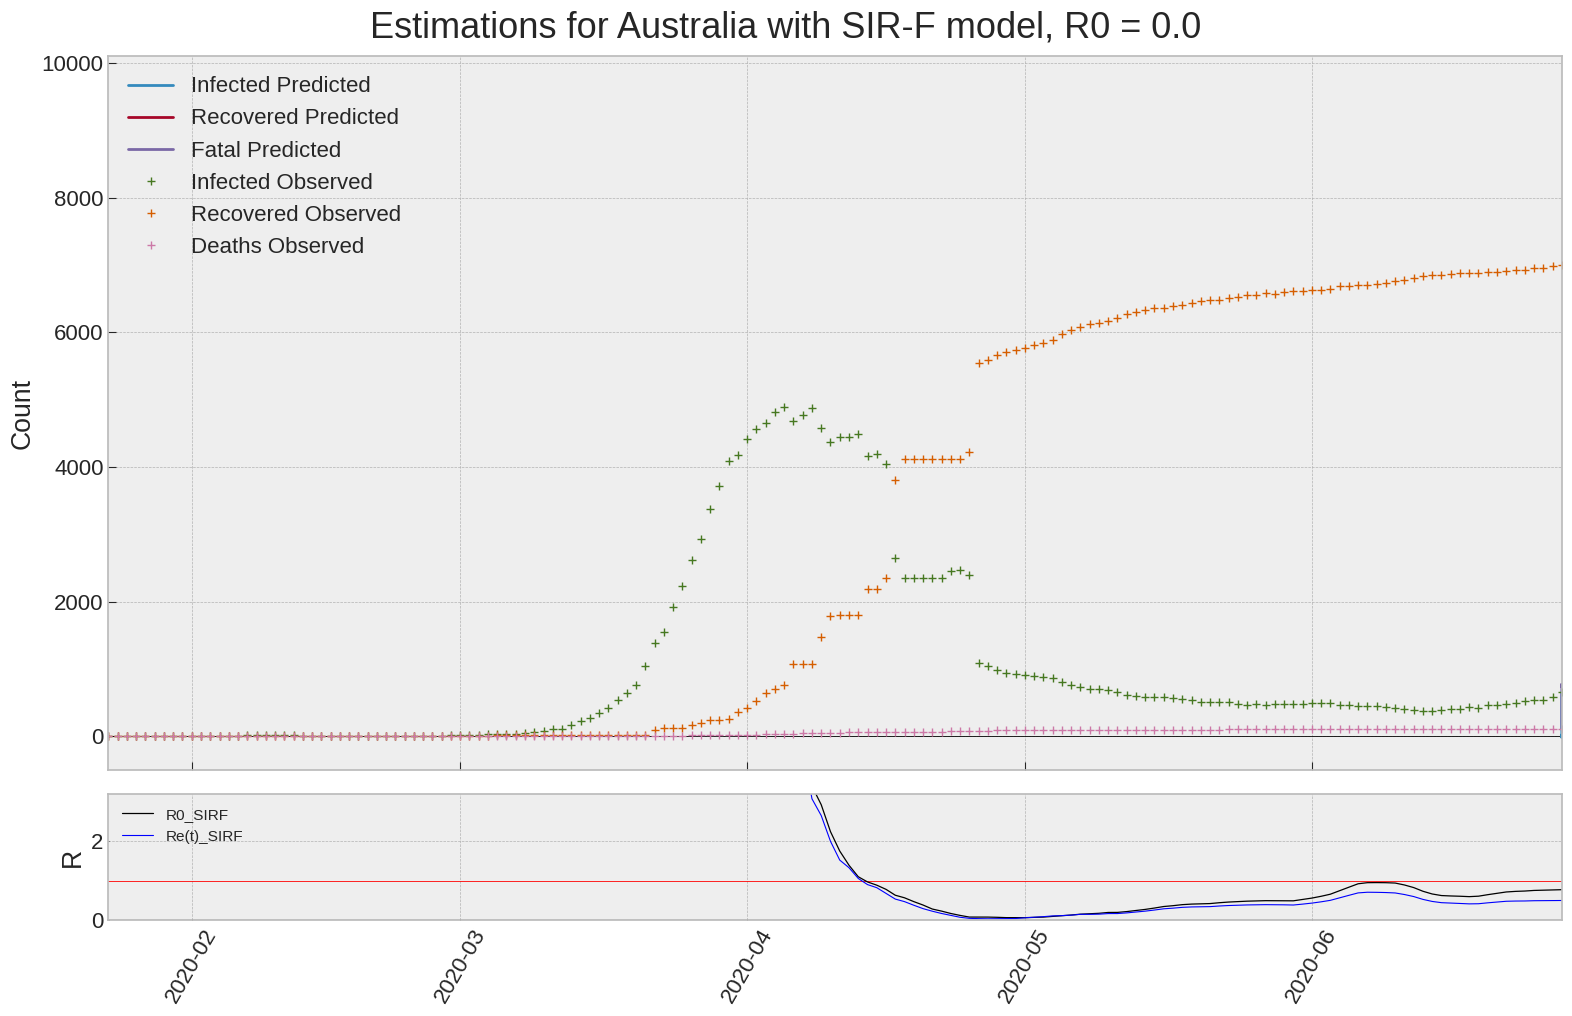 Estimations for Australia with SIR-F model, R0 = 0.0
10000
8000
6000
4000
2000
0
Count
Infected Predicted
Recovered Predicted
Fatal Predicted
Infected Observed
Recovered Observed
Deaths Observed
R0_SIRF
Re(t)_SIRF
2
0
R
2020-02
2020-03
2020-04
2020-05
2020-06